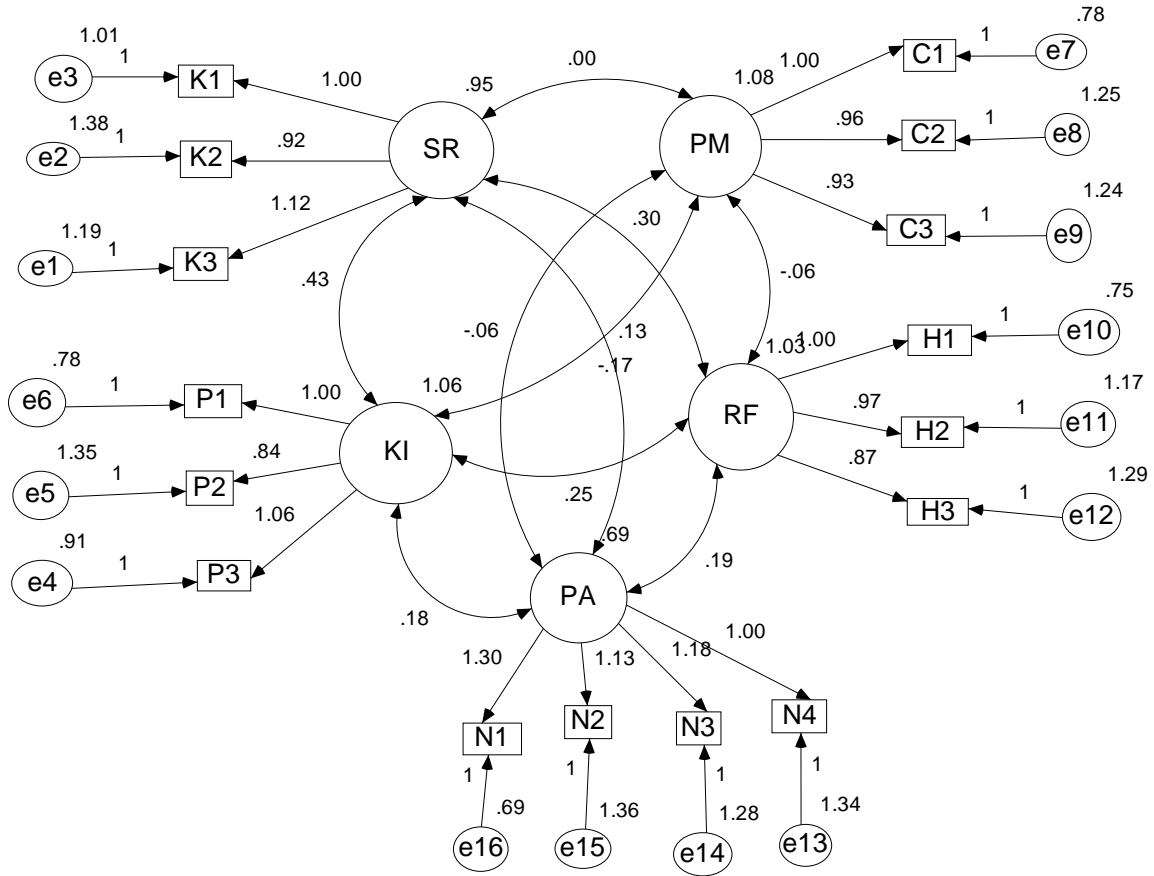 1.01
1
e3
K1
1.00
.95
.00
1.08
1.00
C1
1
.78
e7
1.38
1
e2
K2
.92
SR
PM
.96
C2
1
1.25
e8
1.12
.93
1.19
1
e1
K3
.30
C3
1
1.24
e9
.43
-.06
-.06
.13
-.17
1.03
1.00
H1
1
.75
e10
.78
1
e6
P1
1.00
1.06
RF
.97
H2
1
1.17
e11
1.35
1
e5
P2
.84
KI
.87
1.06
.25
H3
1
1.29
e12
.91
1
e4
P3
.69
.19
PA
.18
1.30
1.13
1.18
1.00
N1
N2
N3
N4
1
1
1
1
.69
1.36
1.28
1.34
e16
e15
e14
e13